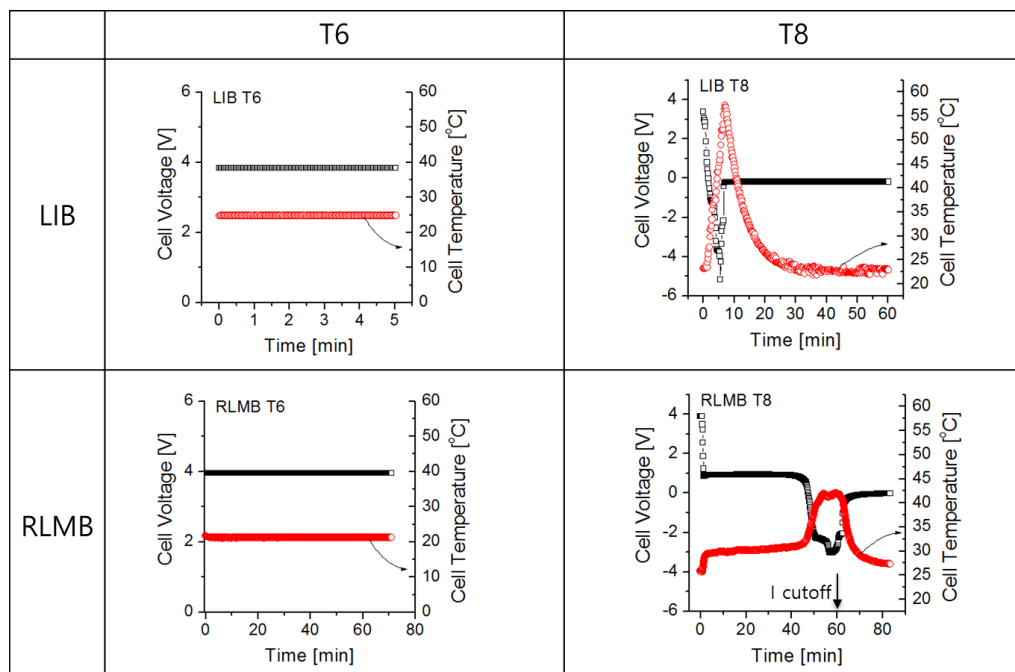 T6
T8
LIB
LIB T6
Cell Voltage [V]
6
4
2
0
60
50
40
30
20
10
0
Cell Temperature [°C]
0 1 2 3 4 5
Time [min]
LIB T8
Cell Voltage [V]
4
2
0
-2
-4
-6
60
55
50
45
40
35
30
25
20
Cell Temperature [°C]
0 10 20 30 40 50 60
Time [min]
RLMB
RLMB T6
Cell Voltage [V]
6
4
2
0
60
50
40
30
20
10
0
Cell Temperature [°C]
0 20 40 60 80
Time [min]
RLMB T8
Cell Voltage [V]
4
2
0
-2
-4
-6
60
55
50
45
40
35
30
25
20
Cell Temperature [°C]
I cutoff
0 20 40 60 80
Time [min]